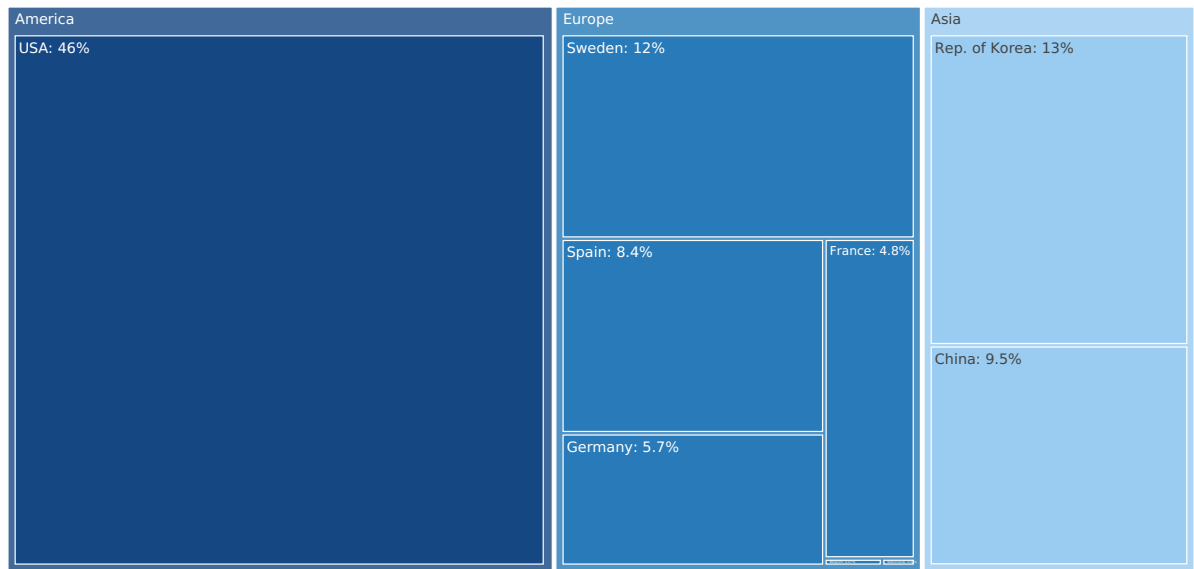 America
USA: 46%
Europe
Sweden: 12%
Spain: 8.4%
France: 4.8%
Germany: 5.7%
Asia
Rep. of Korea: 13%
China: 9.5%